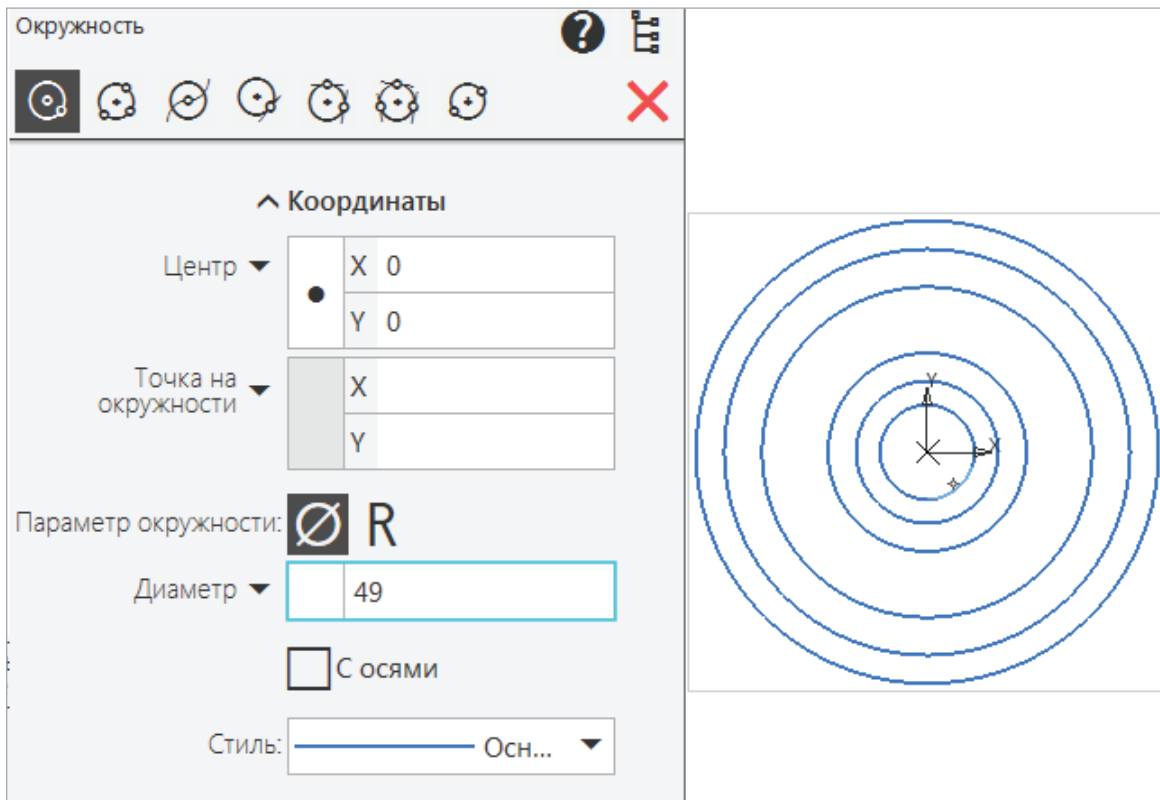 Окружность
?
Координаты
Центр
X 0
Y 0
Точка на
окружности
X
Y
Параметр окружности: Ø R
Диаметр 49
С осями
Стиль: Осн...
Y
X